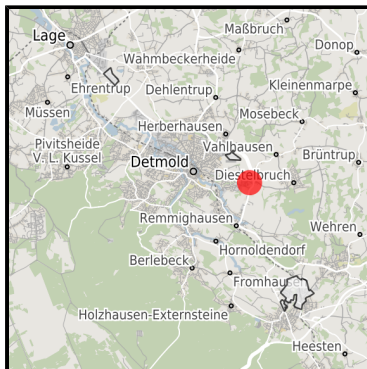 Maßbruch
Lage
Donop
Wahmbeckerheide
Ehrentrup
Dehlentrup
Kleinenmarpe
Müssen
Mosebeck
Herberhausen
Pivitsheide
V. L. Kussel
Vahlhausen
Brüntrup
Detmold
Diestelbruch
Remmighausen
Wehren
Hornoldendorf
Berlebeck
Fromhausen
Holzhausen-Externsteine
Heesten